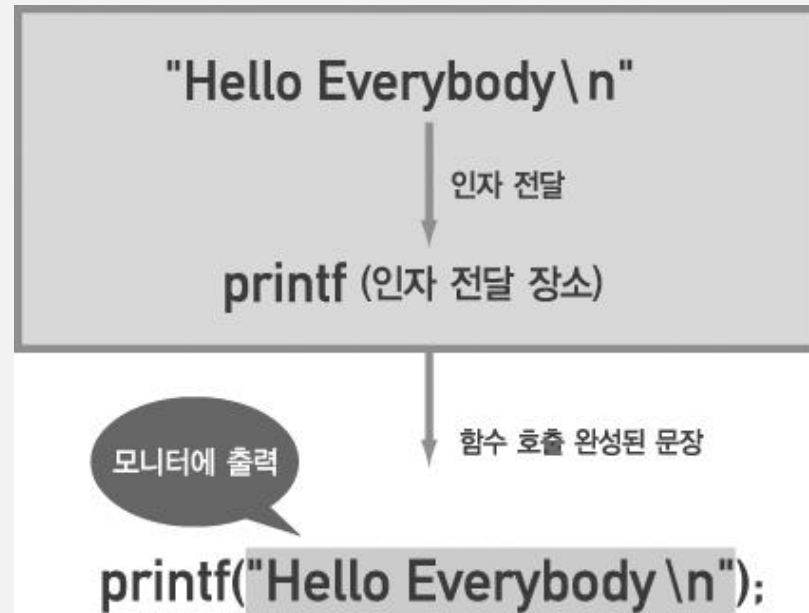 "Hello Everybody\n"
인자 전달
printf (인자 전달 장소)
함수 호출 완성된 문장
모니터에 출력
printf("Hello Everybody\n");